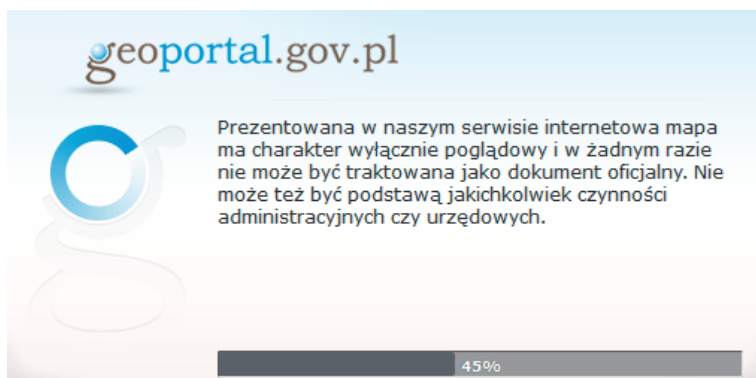 geoportal.gov.pl
Prezentowana w naszym serwisie internetowa mapa
ma charakter wyłącznie poglądowy i w żadnym razie
nie może być traktowana jako dokument oficjalny. Nie
może też być podstawą jakichkolwiek czynności
administracyjnych czy urzędowych.
45%